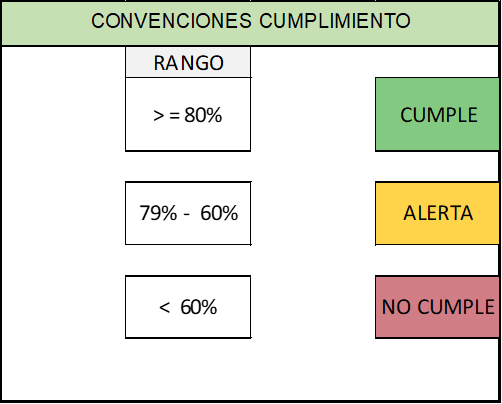 CONVENCIONES CUMPLIMIENTO
RANGO
> = 80% CUMPLE
79% - 60% ALERTA
< 60% NO CUMPLE